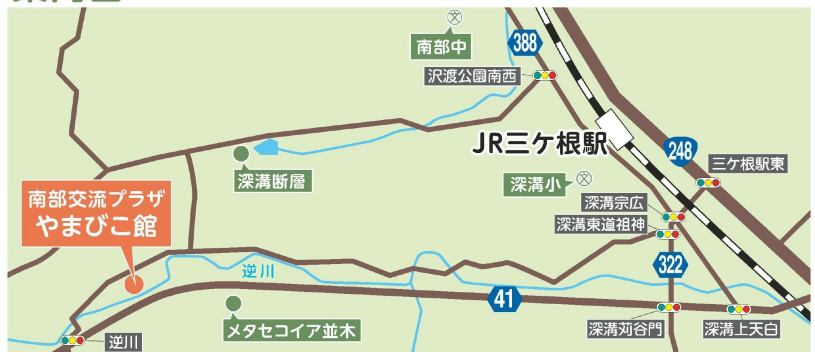 南部中
388
沢渡公園南西
JR三ケ根駅
248
三ケ根駅東
深溝断層
深溝小
南部交流プラザ
やまびこ館
深溝宗広
深溝東道祖神
逆川
322
41
メタセコイア並木
深溝苅谷門
深溝上天白
逆川
文
文